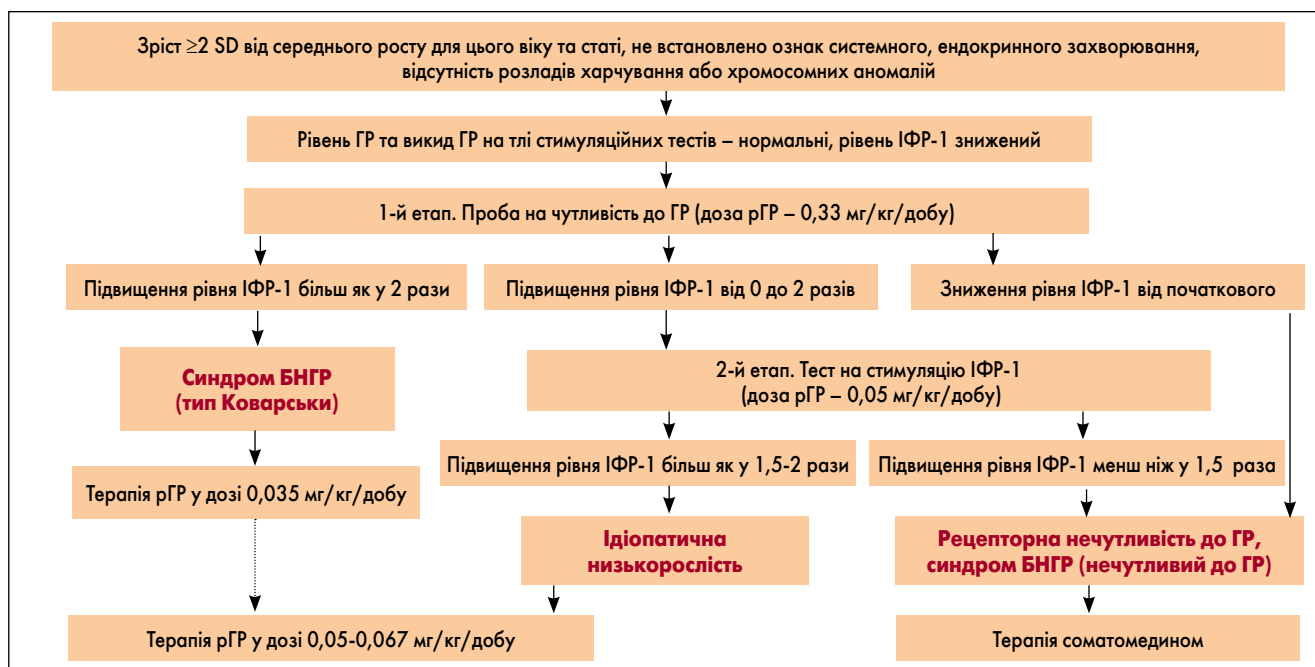 Зріст ≥2 SD від середнього росту для цього віку та статі, не встановлено ознак системного, ендокринного захворювання,
відсутність розладів харчування або хромосомних аномалій
Рівень ГР та викид ГР на тлі стимуляційних тестів – нормальні, рівень ІФР-1 знижений
1-й етап. Проба на чутливість до ГР (доза рГР – 0,33 мг/кг/добу)
Підвищення рівня ІФР-1 більш як у 2 рази
Підвищення рівня ІФР-1 від 0 до 2 разів
Зниження рівня ІФР-1 від початкового
Синдром БНГР
(тип Коварськи)
2-й етап. Тест на стимуляцію ІФР-1
(доза рГР – 0,05 мг/кг/добу)
Підвищення рівня ІФР-1 більш як у 1,5-2 рази
Підвищення рівня ІФР-1 менш ніж у 1,5 раза
Терапія рГР у дозі 0,035 мг/кг/добу
Ідіопатична
низькорослість
Рецепторна нечутливість до ГР,
синдром БНГР (нечутливий до ГР)
Терапія рГР у дозі 0,05-0,067 мг/кг/добу
Терапія соматомедином